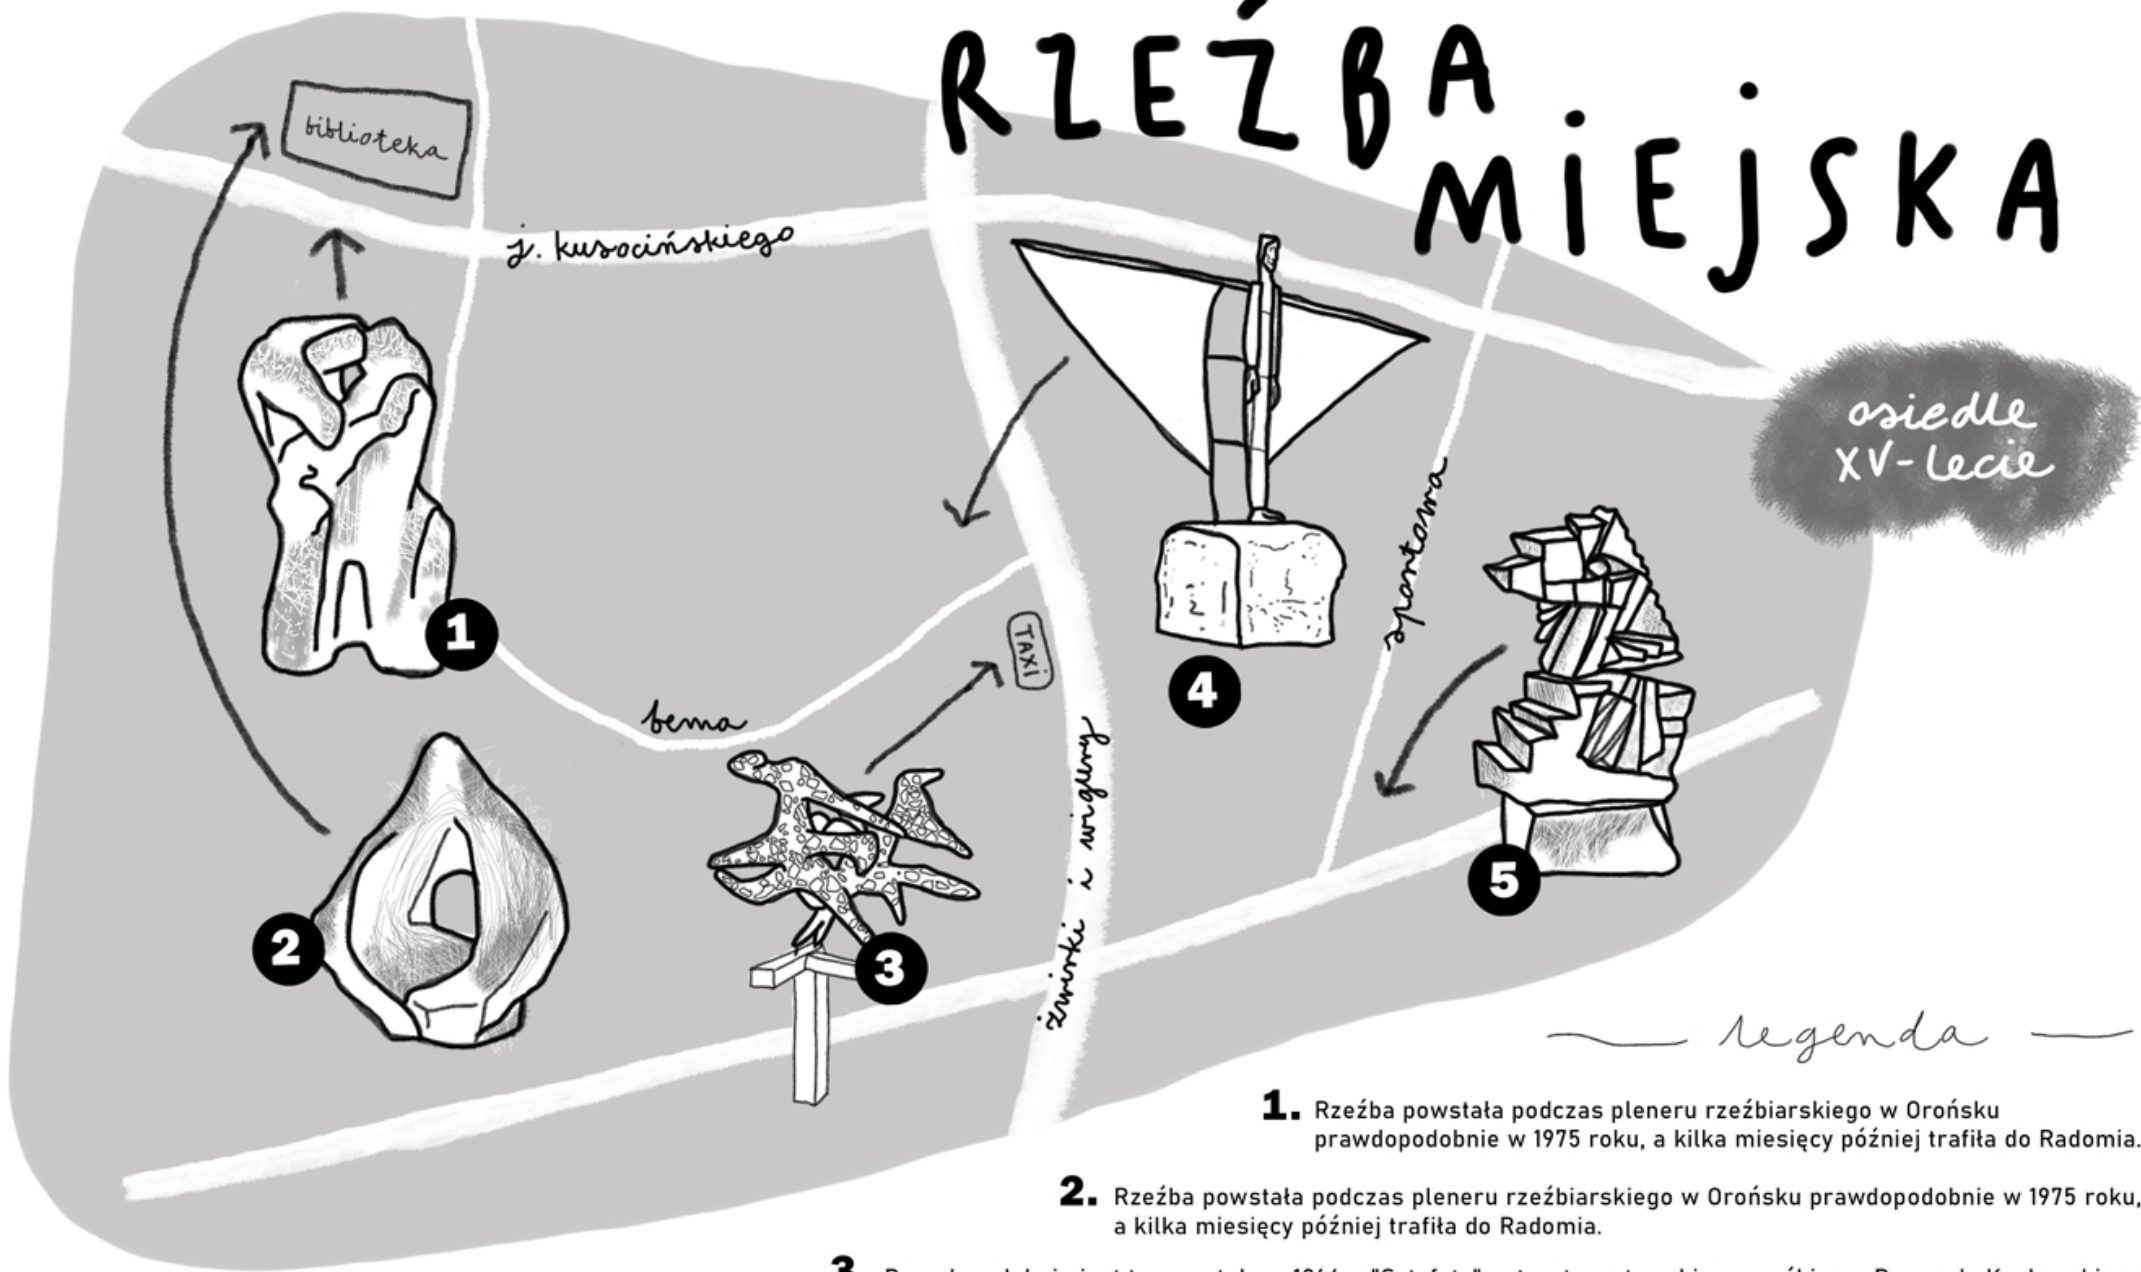 RZEŹBA
MiEjSKA
biblioteka
j. kusocińskiego
osiedle
XV-lecie
sportowa
1
TAXi
4
bema
żwirki i wigury
5
2
3
legenda
1. Rzeźba powstała podczas pleneru rzeźbiarskiego w Orońsku
prawdopodobnie w 1975 roku, a kilka miesięcy później trafiła do Radomia.
2. Rzeźba powstała podczas pleneru rzeźbiarskiego w Orońsku prawdopodobnie w 1975 roku,
a kilka miesięcy później trafiła do Radomia.
3.